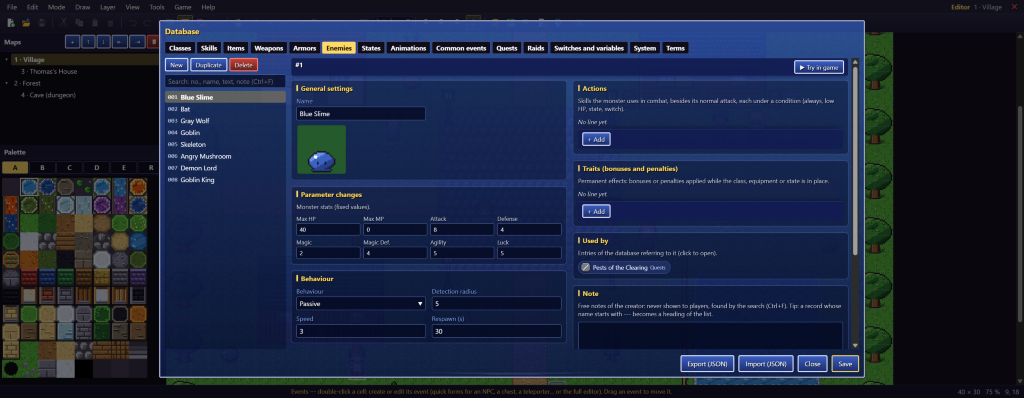 File Edit Mode Draw Layer View Tools Game Help
Editor 1 · Village
Maps
1 · Village
3 · Thomas's House
2 · Forest
4 · Cave (dungeon)
Palette
A B C D E R
Database
Classes Skills Items Weapons Armors Enemies States Animations Common events Quests Raids Switches and variables System Terms
New Duplicate Delete
Search: no., name, text, note (Ctrl+F)
001 Blue Slime
002 Bat
003 Gray Wolf
004 Goblin
005 Skeleton
006 Angry Mushroom
007 Demon Lord
008 Goblin King
#1
▶ Try in game
General settings
Name
Blue Slime
Parameter changes
Monster stats (fixed values).
Max HP Max MP Attack Defense
40 0 8 4
Magic Magic Def. Agility Luck
2 4 5 5
Behaviour
Behaviour Detection radius
Passive 5
Speed Respawn (s)
3 30
Actions
Skills the monster uses in combat, besides its normal attack, each under a condition (always, low
HP, state, switch).
No line yet
+ Add
Traits (bonuses and penalties)
Permanent effects: bonuses or penalties applied while the class, equipment or state is in place.
No line yet
+ Add
Used by
Entries of the database referring to it (click to open).
Pests of the Clearing Quests
Note
Free notes of the creator: never shown to players, found by the search (Ctrl+F). Tip: a record whose
name starts with --- becomes a heading of the list.
Export (JSON) Import (JSON) Close Save
Events — double-click a cell: create or edit its event (quick forms for an NPC, a chest, a teleporter... or the full editor). Drag an event to move it.
40 × 30 75 % 9, 18